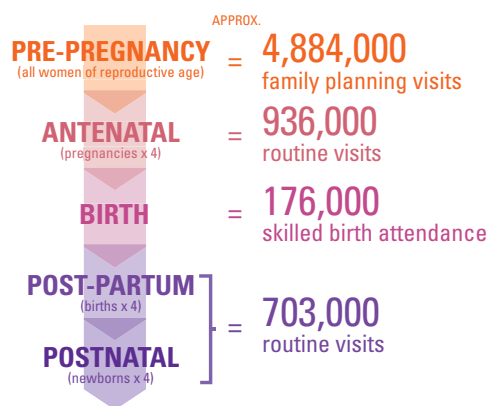 APPROX.
PRE-PREGNANCY
(all women of reproductive age)
= 4,884,000
family planning visits
ANTENATAL
(pregnancies x 4)
= 936,000
routine visits
BIRTH
= 176,000
skilled birth attendance
POST-PARTUM
(births x 4)
POSTNATAL
(newborns x 4)
= 703,000
routine visits